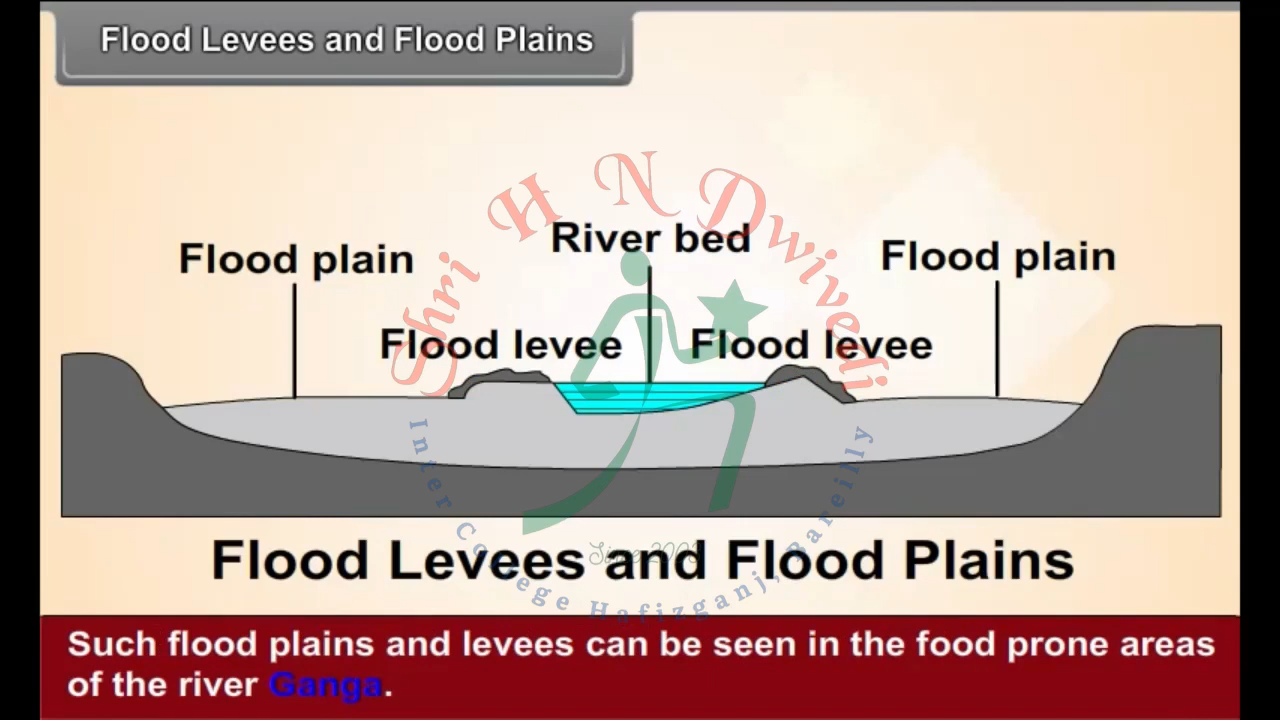 Flood Levees and Flood Plains
Shri H N Dwivedi
River bed
Flood plain
Flood plain
Flood levee
Flood levee
Since 2003
Inter College Hafizganj, Bareilly
Flood Levees and Flood Plains
Such flood plains and levees can be seen in the food prone areas
of the river Ganga.